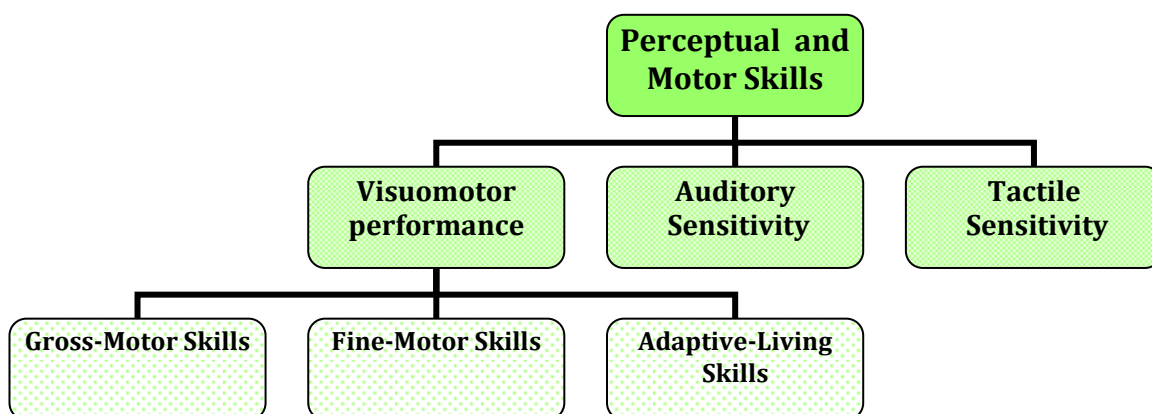 Perceptual and
Motor Skills
Visuomotor
performance
Auditory
Sensitivity
Tactile
Sensitivity
Gross-Motor Skills
Fine-Motor Skills
Adaptive-Living
Skills